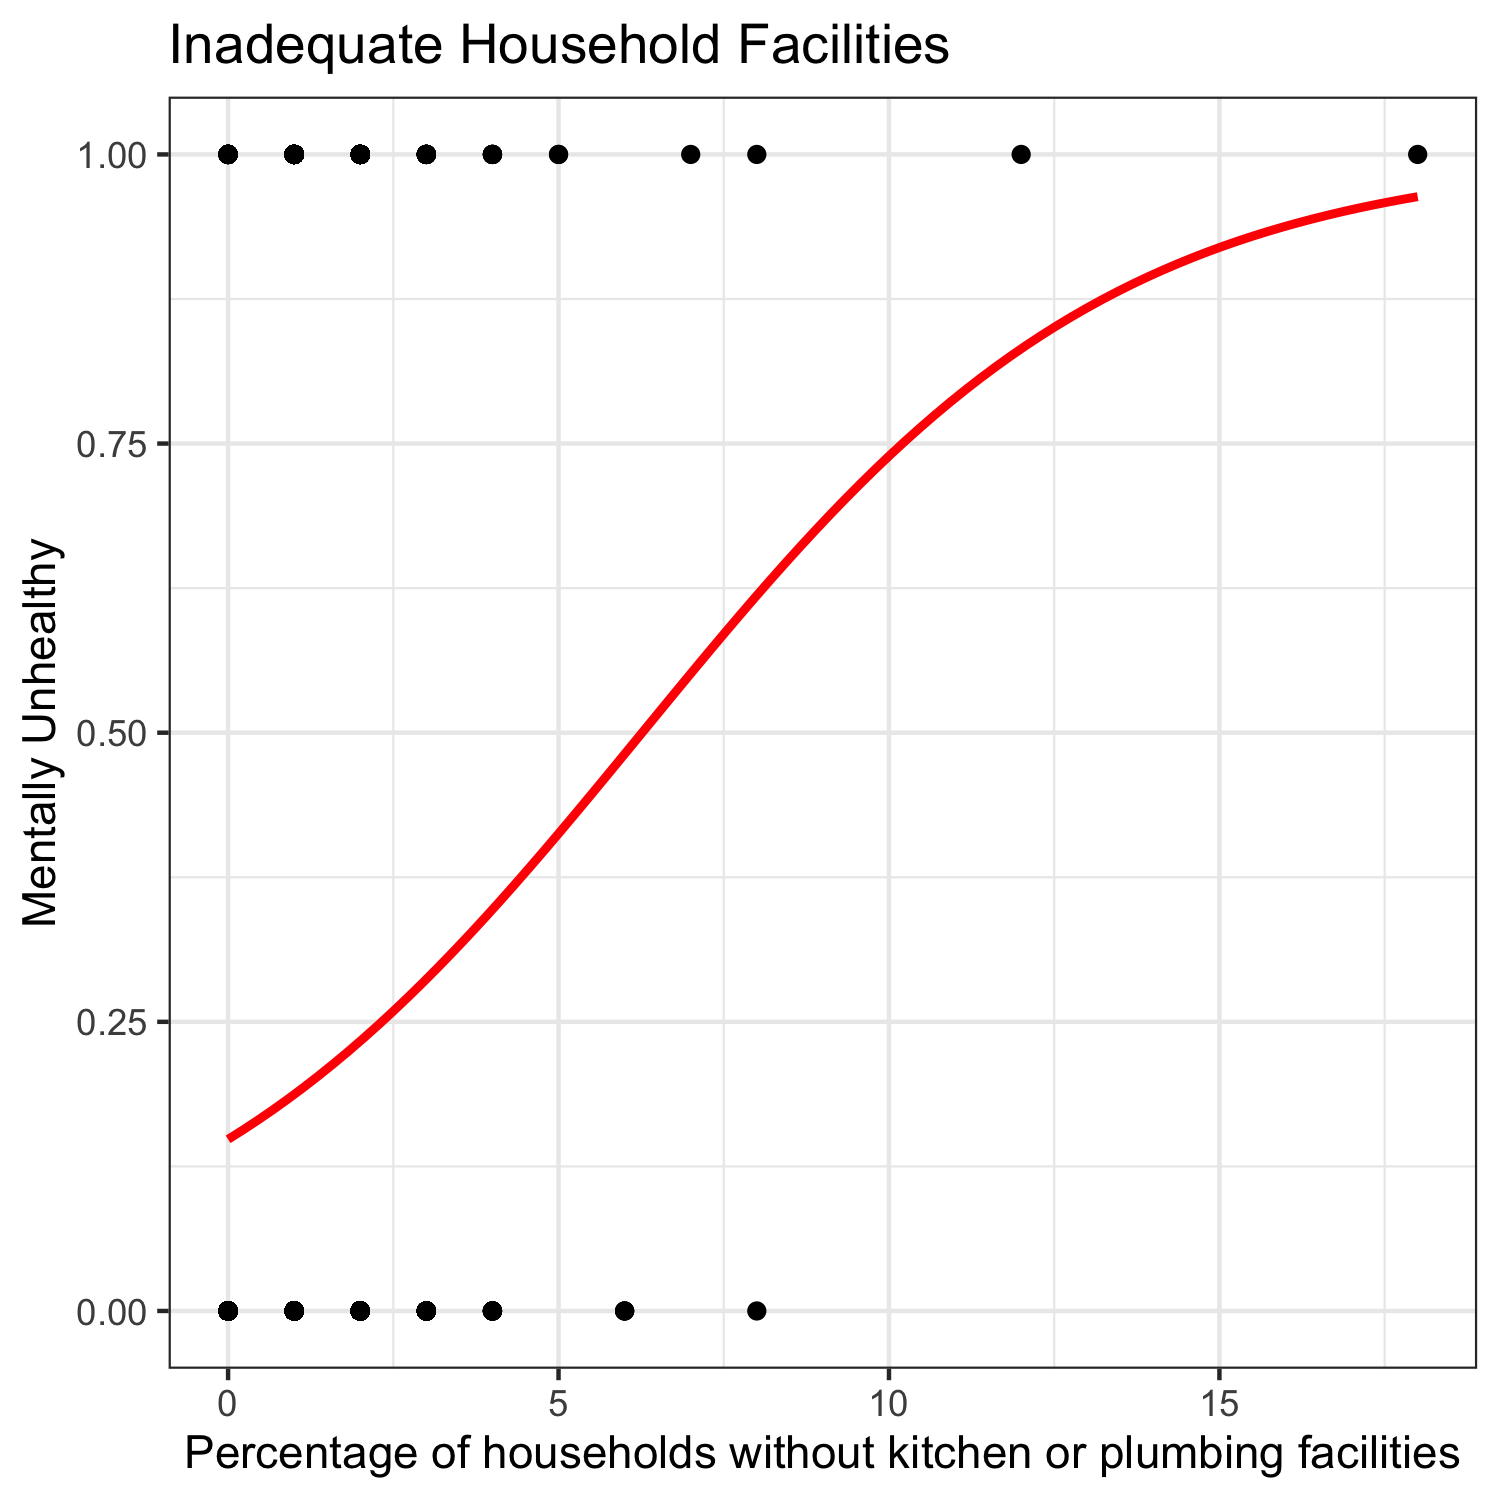 Inadequate Household Facilities
1.00
0.75
0.50
0.25
0.00
Mentally Unhealthy
0 5 10 15
Percentage of households without kitchen or plumbing facilities